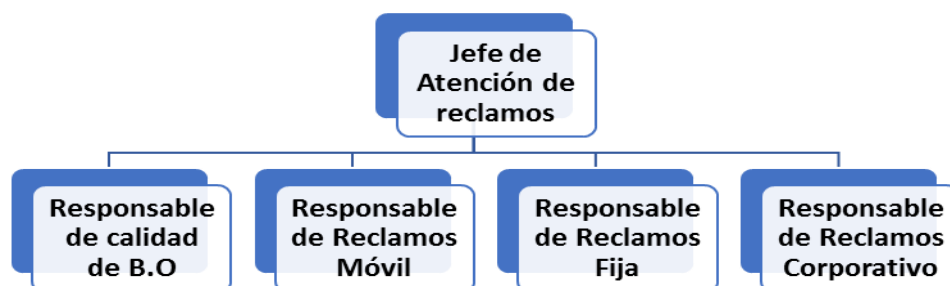 Jefe de
Atención de
reclamos
Responsable
de calidad
de B.O
Responsable
de Reclamos
Móvil
Responsable
de Reclamos
Fija
Responsable
de Reclamos
Corporativo